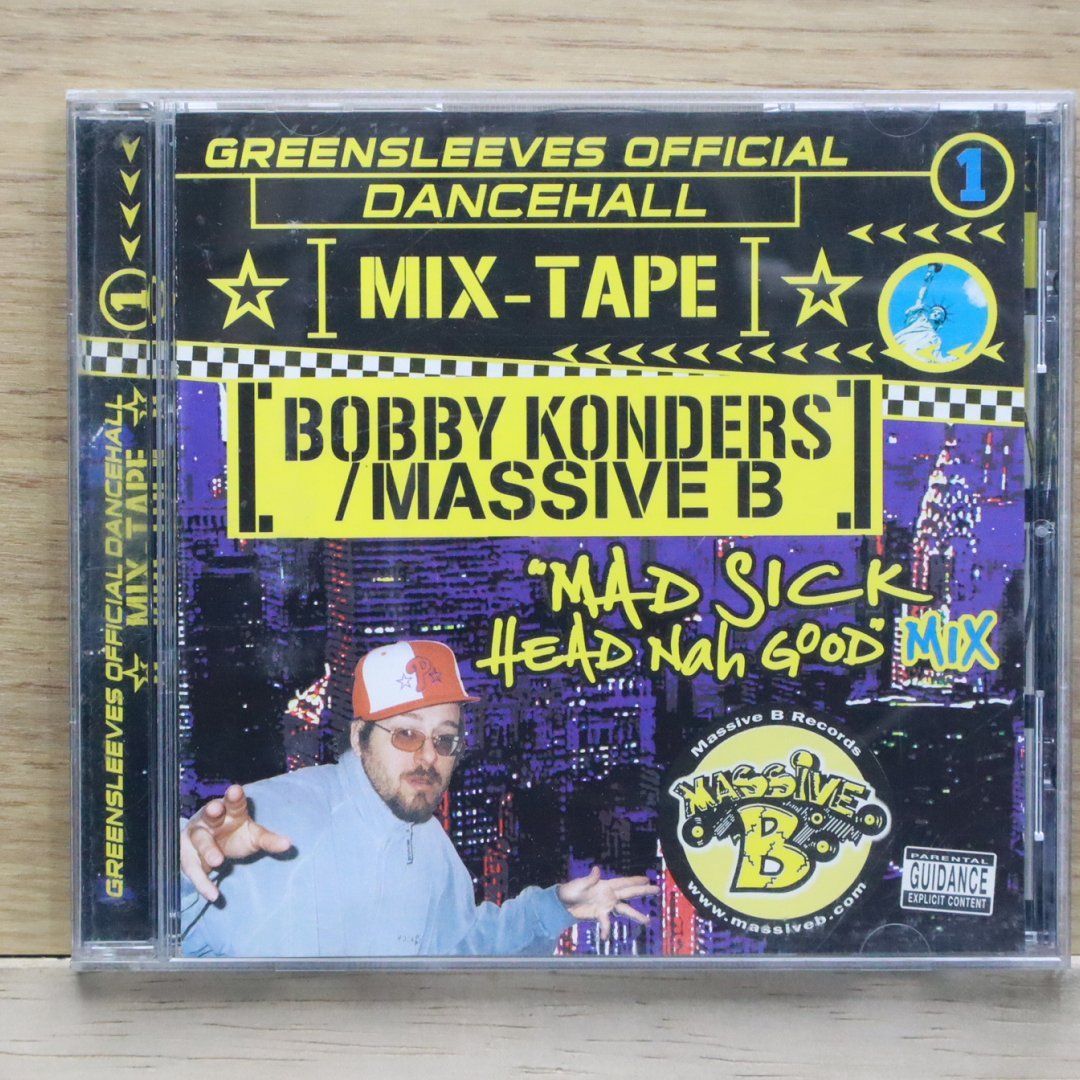 GREENSLEEVES OFFICIAL
1
DANCEHALL
MIX-TAPE
BOBBY KONDERS
/MASSIVE B
"MAD SICK
HEAD NAH GOOD" MIX
P
Massive B Records
MASSIVE
B
www.massiveb.com
PARENTAL
GUIDANCE
EXPLICIT CONTENT
GREENSLEEVES OFFICIAL DANCEHALL 1
MIX-TAPE